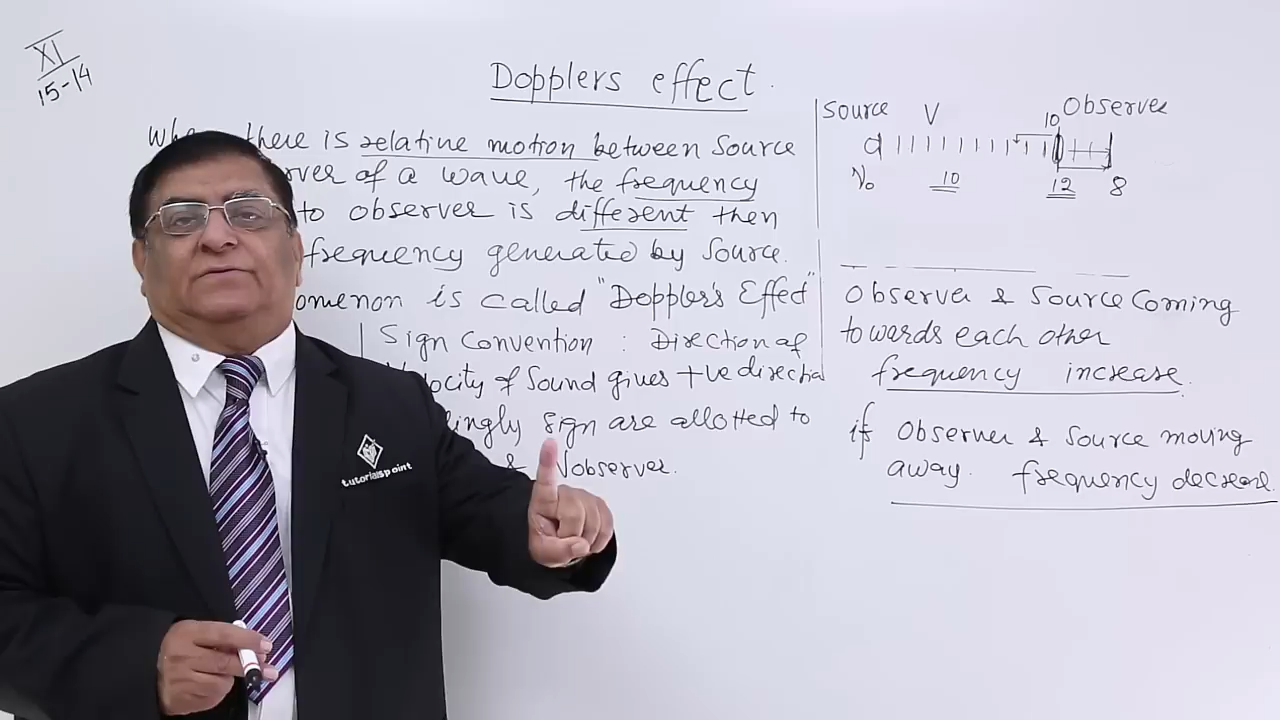 XI
15-14
Dopplers effect.
there is relative motion between Source
of a wave, the frequency
to observer is different then
frequency generated by Source.
is called "Doppler's Effect"
Sign Convention : Direction of
of Sound gives +ve direction
sign are allotted to
& Vobserver.
Source V 10 Observer
10 12 8
Observer & Source Coming
towards each other
frequency increase.
if Observer & Source moving
away. frequency decrease.
tutorialspoint